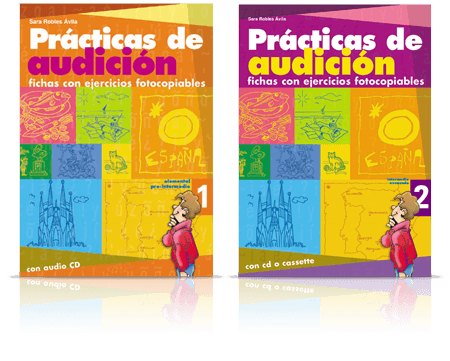 Sara Robles Ávila
Prácticas de
audición
fichas con ejercicios fotocopiables
ESPAÑA
elemental
pre-intermedio
1
con audio CD
Sara Robles Ávila
Prácticas de
audición
fichas con ejercicios fotocopiables
ESPAÑA
intermedio
avanzado
2
con cd o cassette